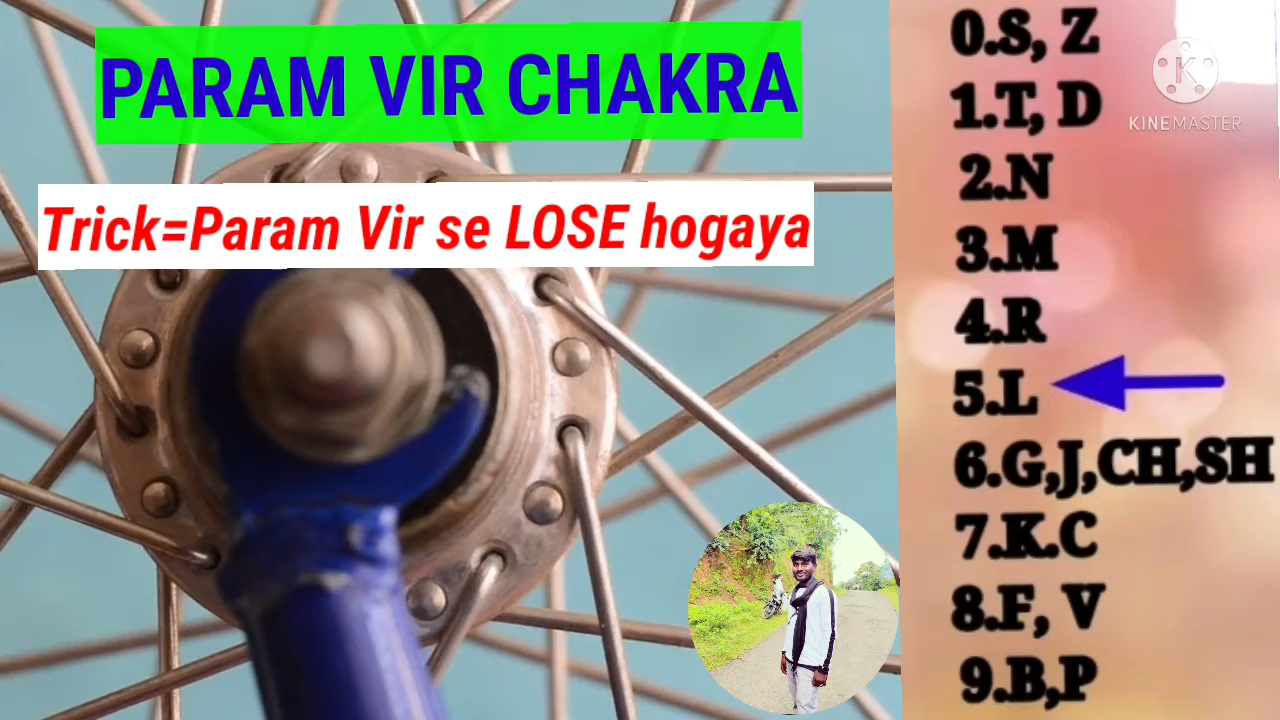 PARAM VIR CHAKRA
Trick=Param Vir se LOSE hogaya
0.S, Z
1.T, D
2.N
3.M
4.R
5.L
6.G,J,CH,SH
7.K.C
8.F, V
9.B,P
K
KINEMASTER